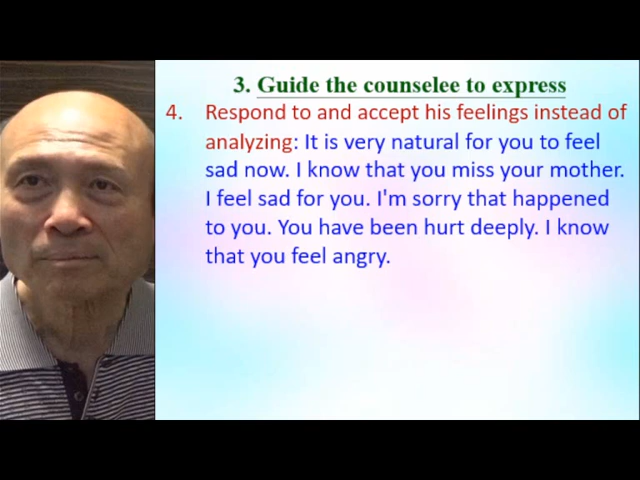 3. Guide the counselee to express
4. Respond to and accept his feelings instead of
analyzing: It is very natural for you to feel
sad now. I know that you miss your mother.
I feel sad for you. I'm sorry that happened
to you. You have been hurt deeply. I know
that you feel angry.